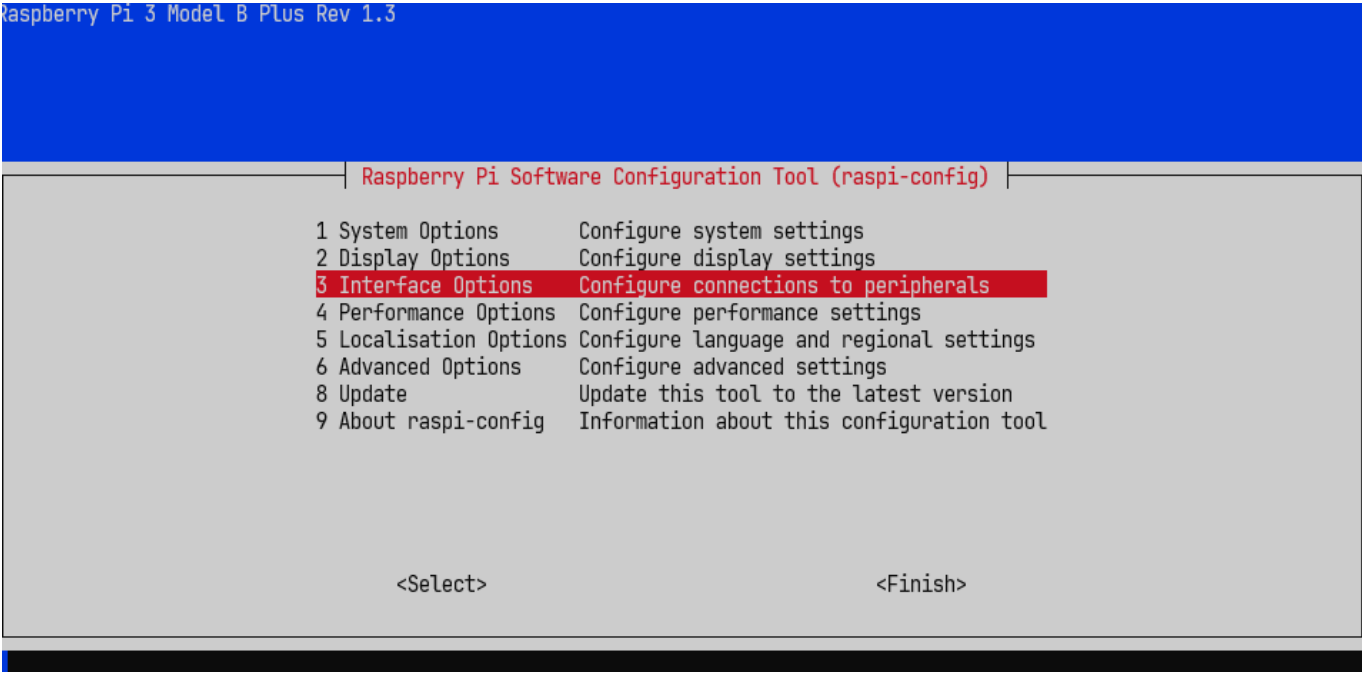 Raspberry Pi 3 Model B Plus Rev 1.3
Raspberry Pi Software Configuration Tool (raspi-config)
1 System Options Configure system settings
2 Display Options Configure display settings
3 Interface Options Configure connections to peripherals
4 Performance Options Configure performance settings
5 Localisation Options Configure language and regional settings
6 Advanced Options Configure advanced settings
8 Update Update this tool to the latest version
9 About raspi-config Information about this configuration tool
<Select> <Finish>